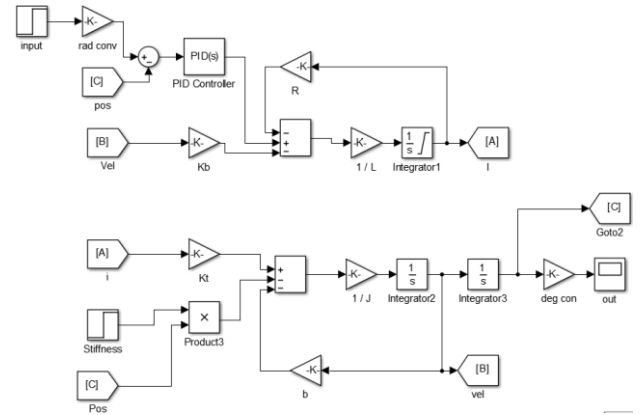 -K-
input
rad conv
+
−
PID(s)
PID Controller
[C]
pos
-K-
R
[B]
Vel
-K-
Kb
−
+
−
-K-
1 / L
1
s
Integrator1
[A]
I
[C]
Goto2
[A]
i
-K-
Kt
+
−
−
-K-
1 / J
1
s
Integrator2
1
s
Integrator3
-K-
deg con
out
Stiffness
×
Product3
[C]
Pos
-K-
b
[B]
vel